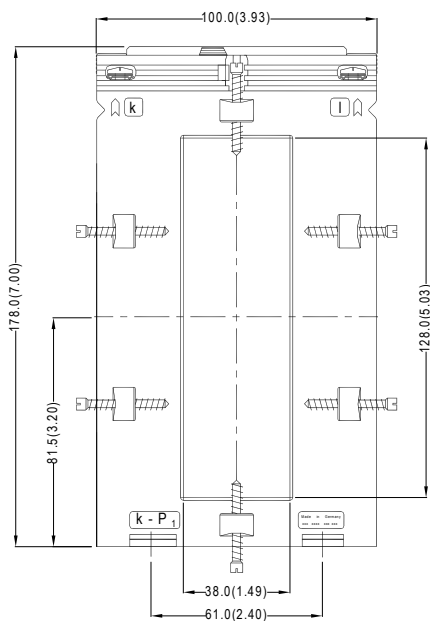 100.0(3.93)
k
l
178.0(7.00)
128.0(5.03)
81.5(3.20)
k - P 1
Made in Germany
38.0(1.49)
61.0(2.40)